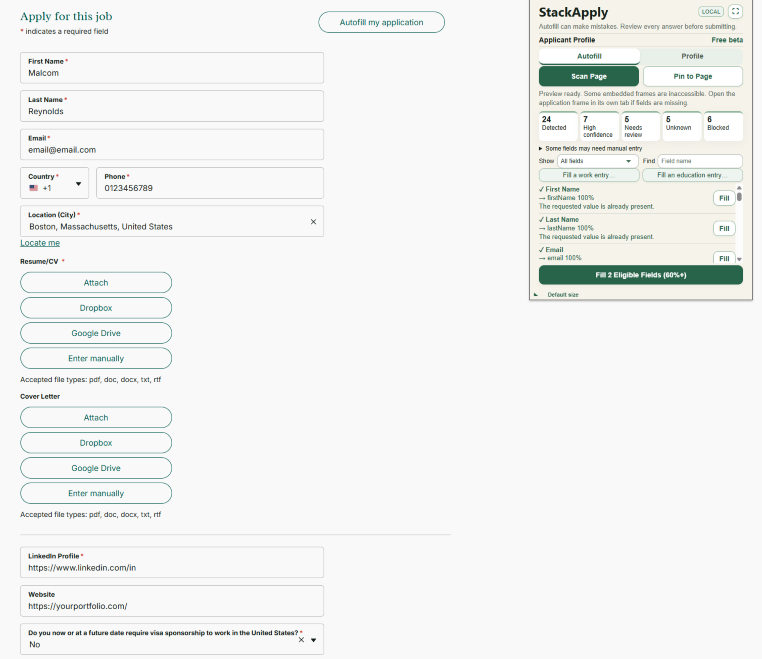 Apply for this job
* indicates a required field
Autofill my application
First Name *
Malcom
Last Name *
Reynolds
Email *
email@email.com
Country *
+1
Phone *
0123456789
Location (City) *
Boston, Massachusetts, United States
Locate me
Resume/CV *
Attach
Dropbox
Google Drive
Enter manually
Accepted file types: pdf, doc, docx, txt, rtf
Cover Letter
Attach
Dropbox
Google Drive
Enter manually
Accepted file types: pdf, doc, docx, txt, rtf
LinkedIn Profile *
https://www.linkedin.com/in
Website
https://yourportfolio.com/
Do you now or at a future date require visa sponsorship to work in the United States? *
No
StackApply
LOCAL
Autofill can make mistakes. Review every answer before submitting.
Applicant Profile
Free beta
Autofill
Profile
Scan Page
Pin to Page
Preview ready. Some embedded frames are inaccessible. Open the
application frame in its own tab if fields are missing.
24
Detected
7
High
confidence
5
Needs
review
5
Unknown
6
Blocked
Some fields may need manual entry
Show
All fields
Find
Field name
Fill a work entry...
Fill an education entry...
✓ First Name
→ firstName 100%
The requested value is already present.
Fill
✓ Last Name
→ lastName 100%
The requested value is already present.
Fill
✓ Email
→ email 100%
Fill
Fill 2 Eligible Fields (60%+)
Default size